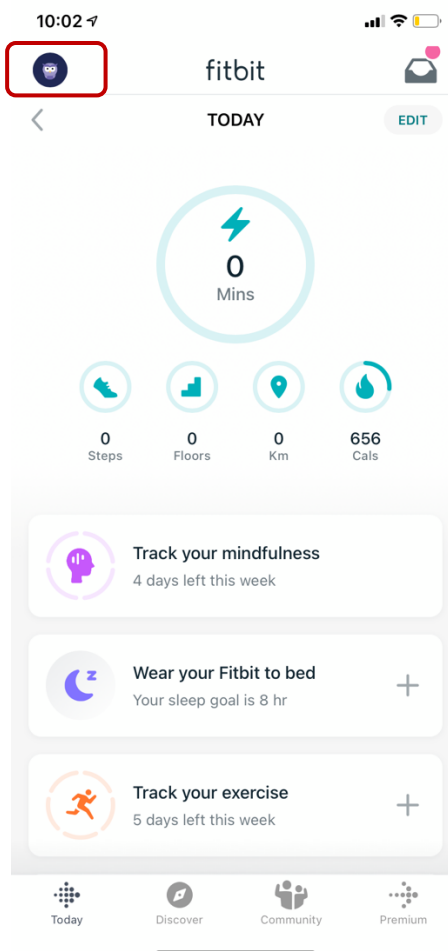 10:02
fitbit
TODAY
EDIT
0
Mins
0 0 0 656
Steps Floors Km Cals
Track your mindfulness
4 days left this week
z
Wear your Fitbit to bed
Your sleep goal is 8 hr
Track your exercise
5 days left this week
Today Discover Community Premium